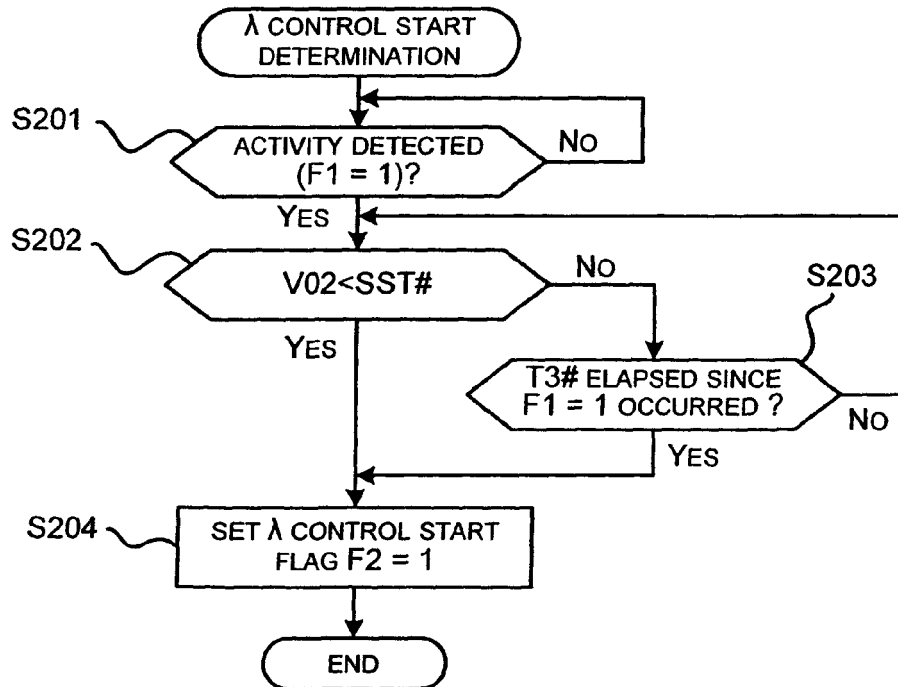 λ CONTROL START
DETERMINATION
S201
ACTIVITY DETECTED
(F1 = 1)?
NO
YES
S202
V02<SST#
NO
S203
YES
T3# ELAPSED SINCE
F1 = 1 OCCURRED ?
NO
YES
S204
SET λ CONTROL START
FLAG F2 = 1
END